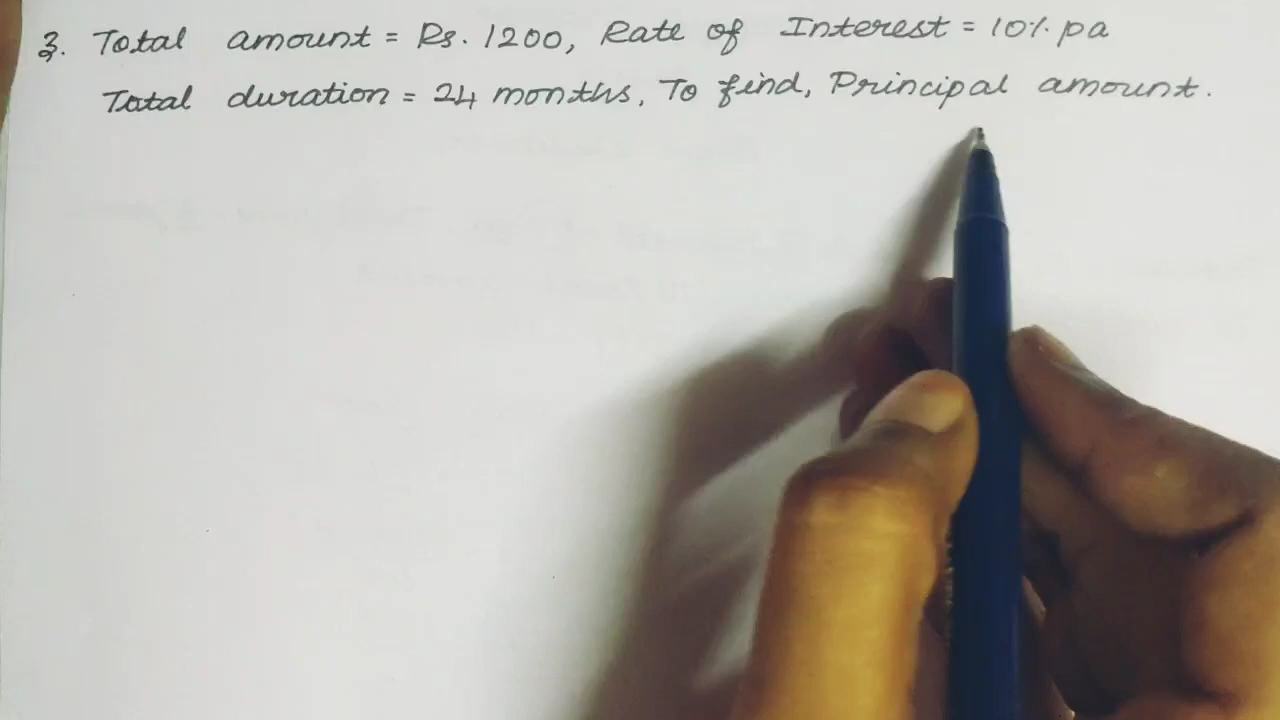 3. Total amount = Rs. 1200, Rate of Interest = 10%. pa
Total duration = 24 months, To find, Principal amount.